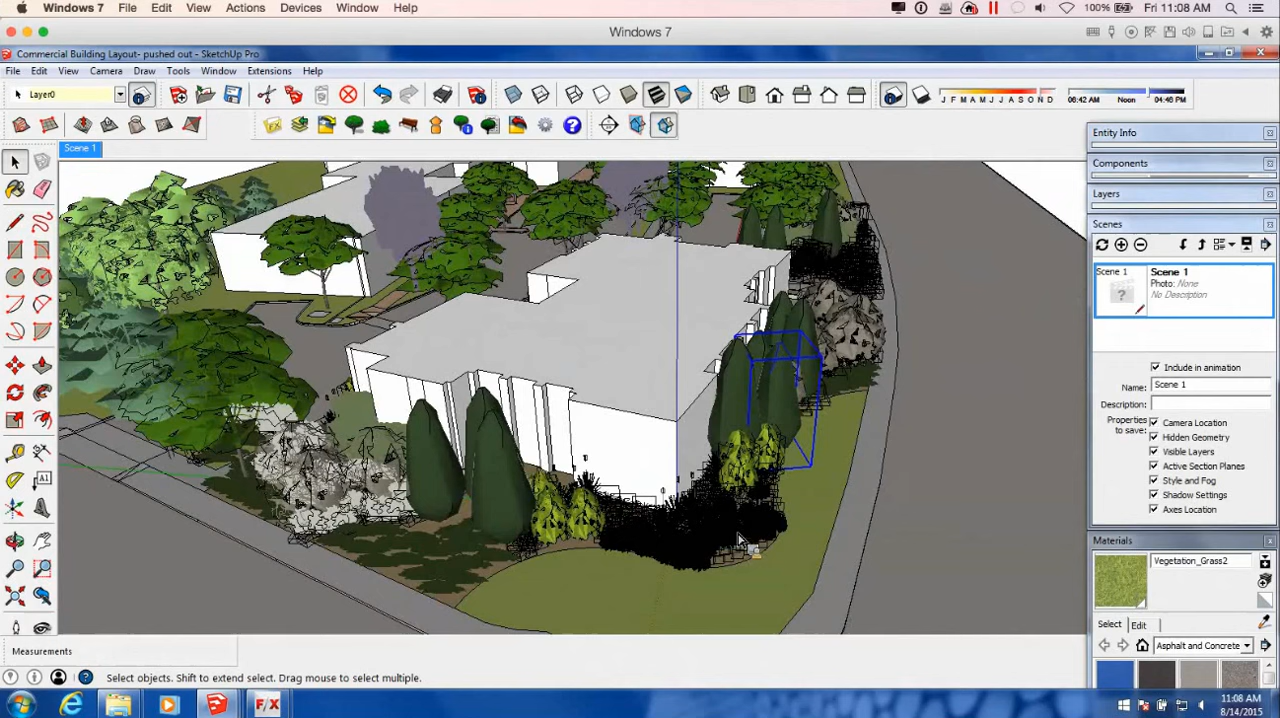 Windows 7 File Edit View Actions Devices Window Help 100% Fri 11:08 AM
Windows 7
Commercial Building Layout- pushed out - SketchUp Pro
File Edit View Camera Draw Tools Window Extensions Help
Layer0
J F M A M J J A S O N D 06:42 AM Noon 04:46 PM
Scene 1
Entity Info
Components
Layers
Scenes
Scene 1
Scene 1
Photo: None
No Description
Include in animation
Name: Scene 1
Description:
Properties to save:
Camera Location
Hidden Geometry
Visible Layers
Active Section Planes
Style and Fog
Shadow Settings
Axes Location
Materials
Vegetation_Grass2
Select Edit
Asphalt and Concrete
A1
Measurements
Select objects. Shift to extend select. Drag mouse to select multiple.
F/X
11:08 AM
8/14/2015